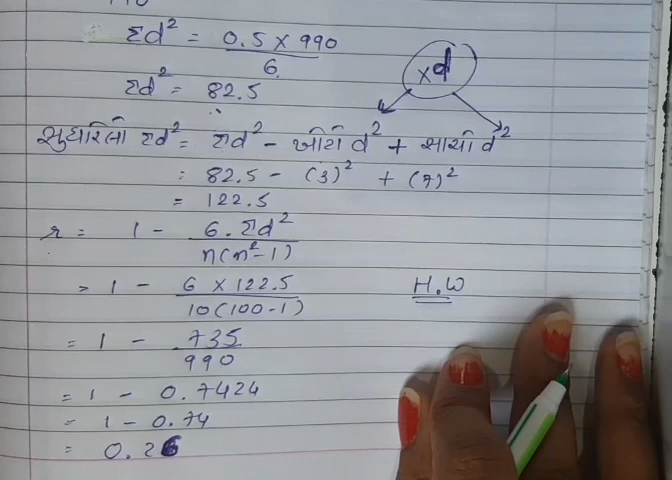 Σd² = 0.5 × 990 / 6
Σd² = 82.5
xd
સુધારેલી Σd² = Σd² - ખોટી d² + સાચી d²
= 82.5 - (3)² + (7)²
= 122.5
r = 1 - 6.Σd² / n(n²-1)
= 1 - 6 × 122.5 / 10(100-1)
H.W
= 1 - 735 / 990
= 1 - 0.7424
= 1 - 0.74
= 0.26